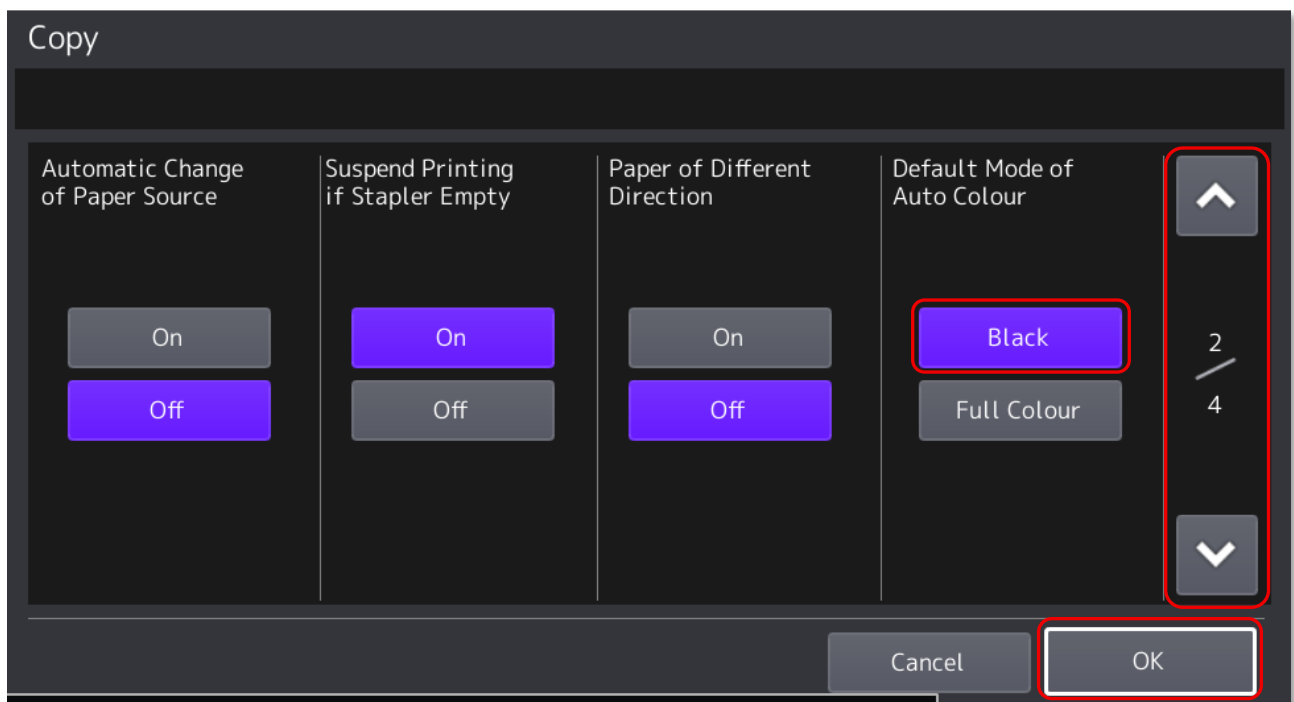 Copy
Automatic Change
of Paper Source
On
Off
Suspend Printing
if Stapler Empty
On
Off
Paper of Different
Direction
On
Off
Default Mode of
Auto Colour
Black
Full Colour
2
4
Cancel
OK